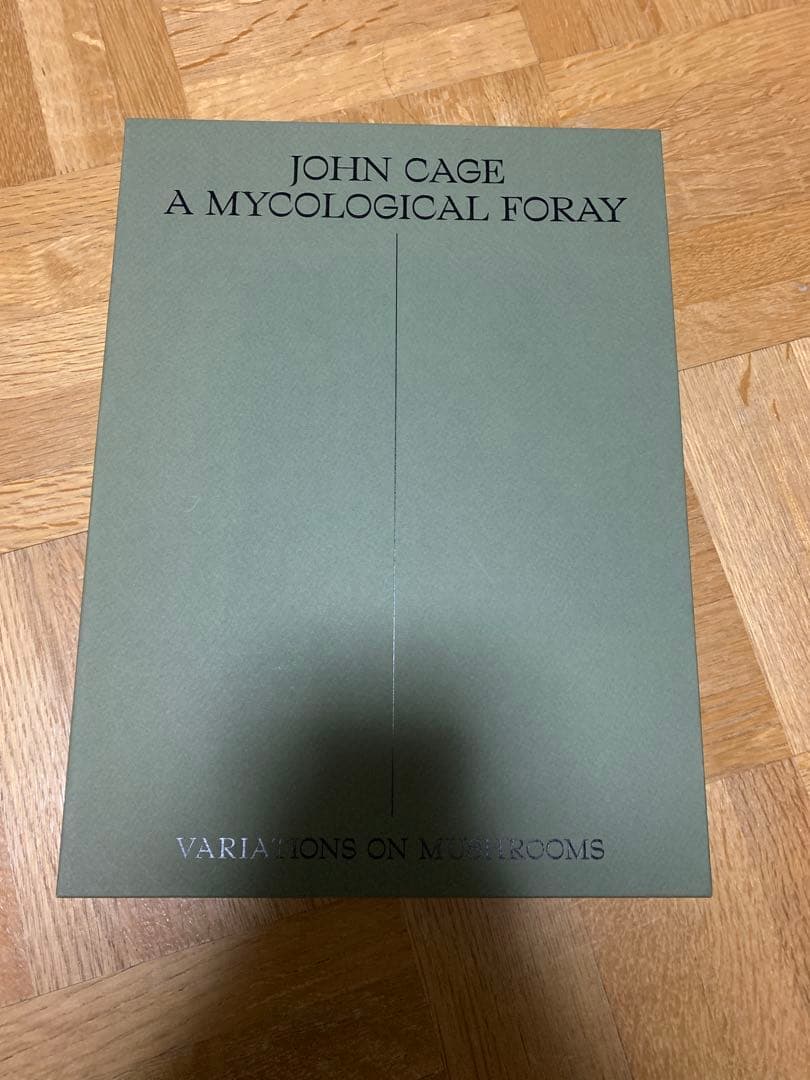 JOHN CAGE
A MYCOLOGICAL FORAY
VARIATIONS ON MUSHROOMS